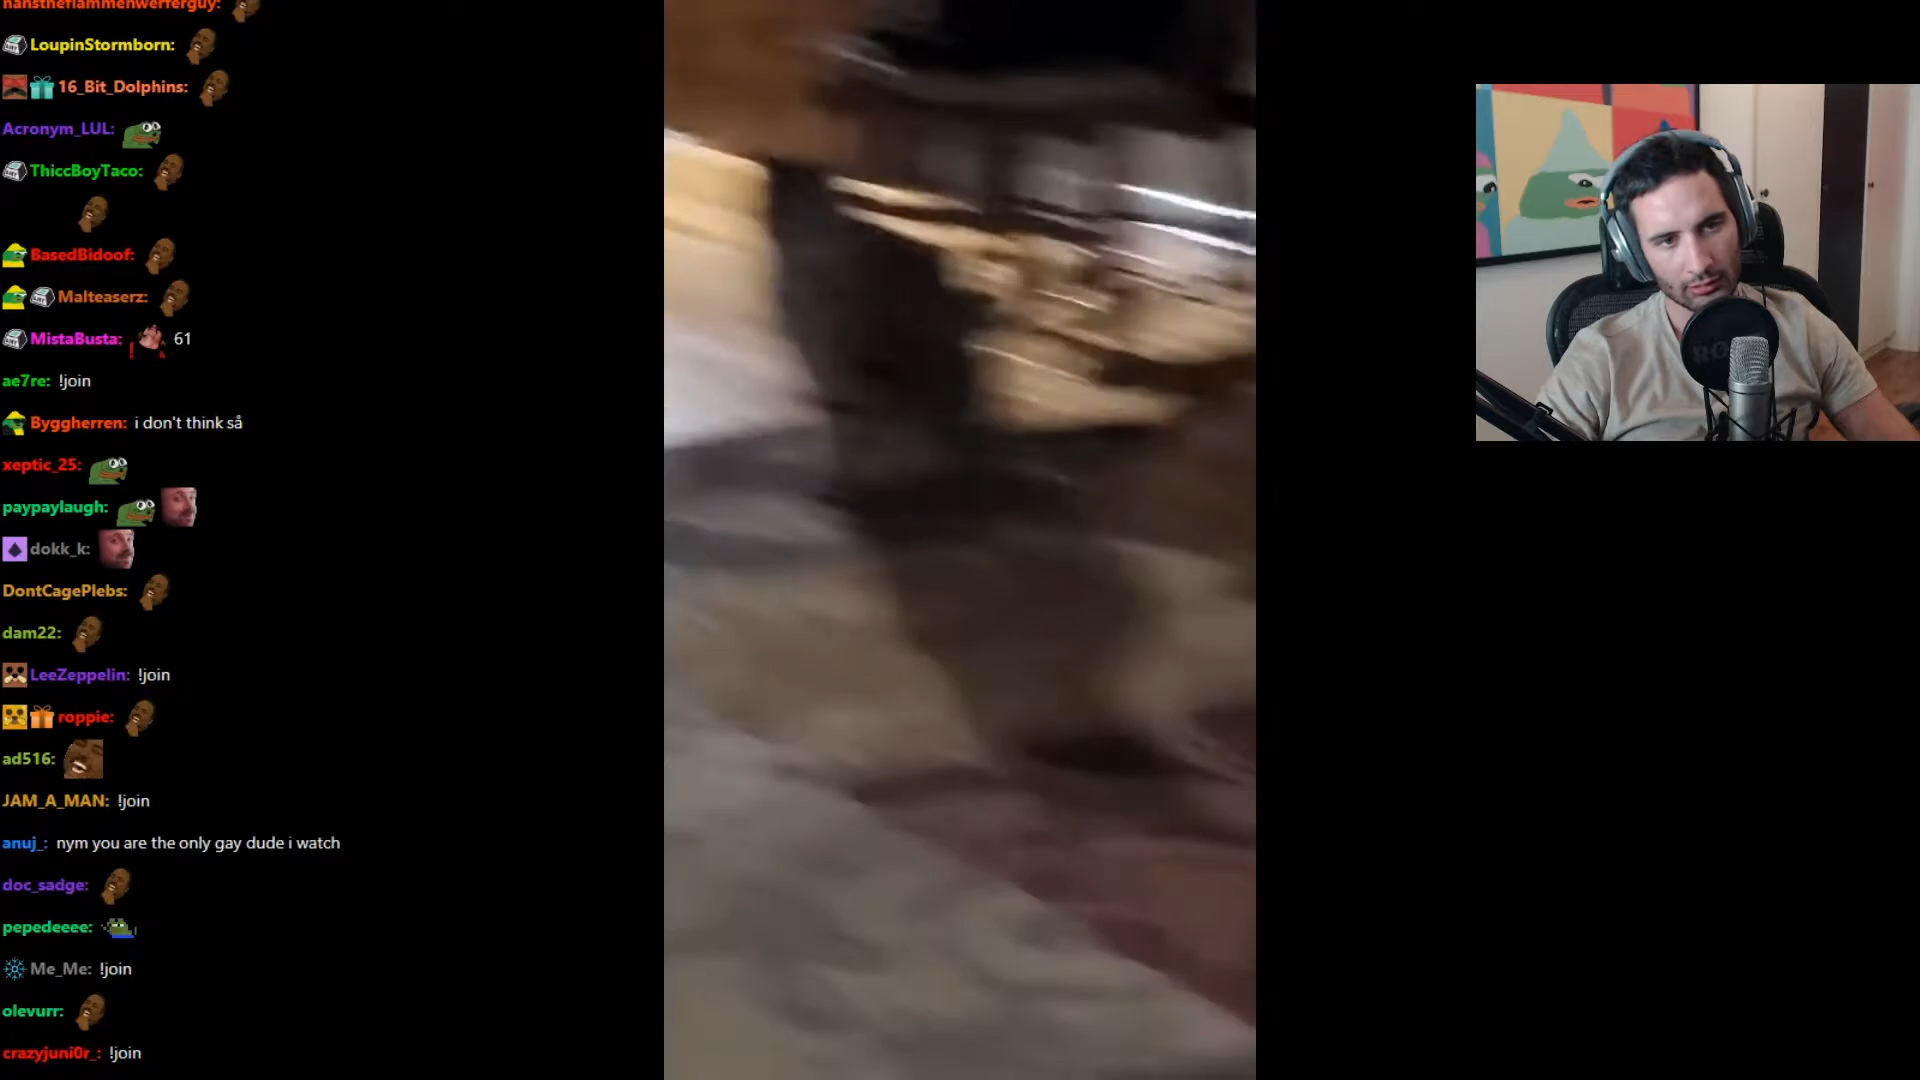 hanstheflammenwerferguy:
LoupinStormborn:
16_Bit_Dolphins:
Acronym_LUL:
ThiccBoyTaco:
BasedBidoof:
Malteaserz:
MistaBusta: 61
ae7re: !join
Byggherren: i don't think så
xeptic_25:
paypaylaugh:
dokk_k:
DontCagePlebs:
dam22:
LeeZeppelin: !join
roppie:
ad516:
JAM_A_MAN: !join
anuj_: nym you are the only gay dude i watch
doc_sadge:
pepedeeee:
Me_Me: !join
olevurr:
crazyjuni0r_: !join